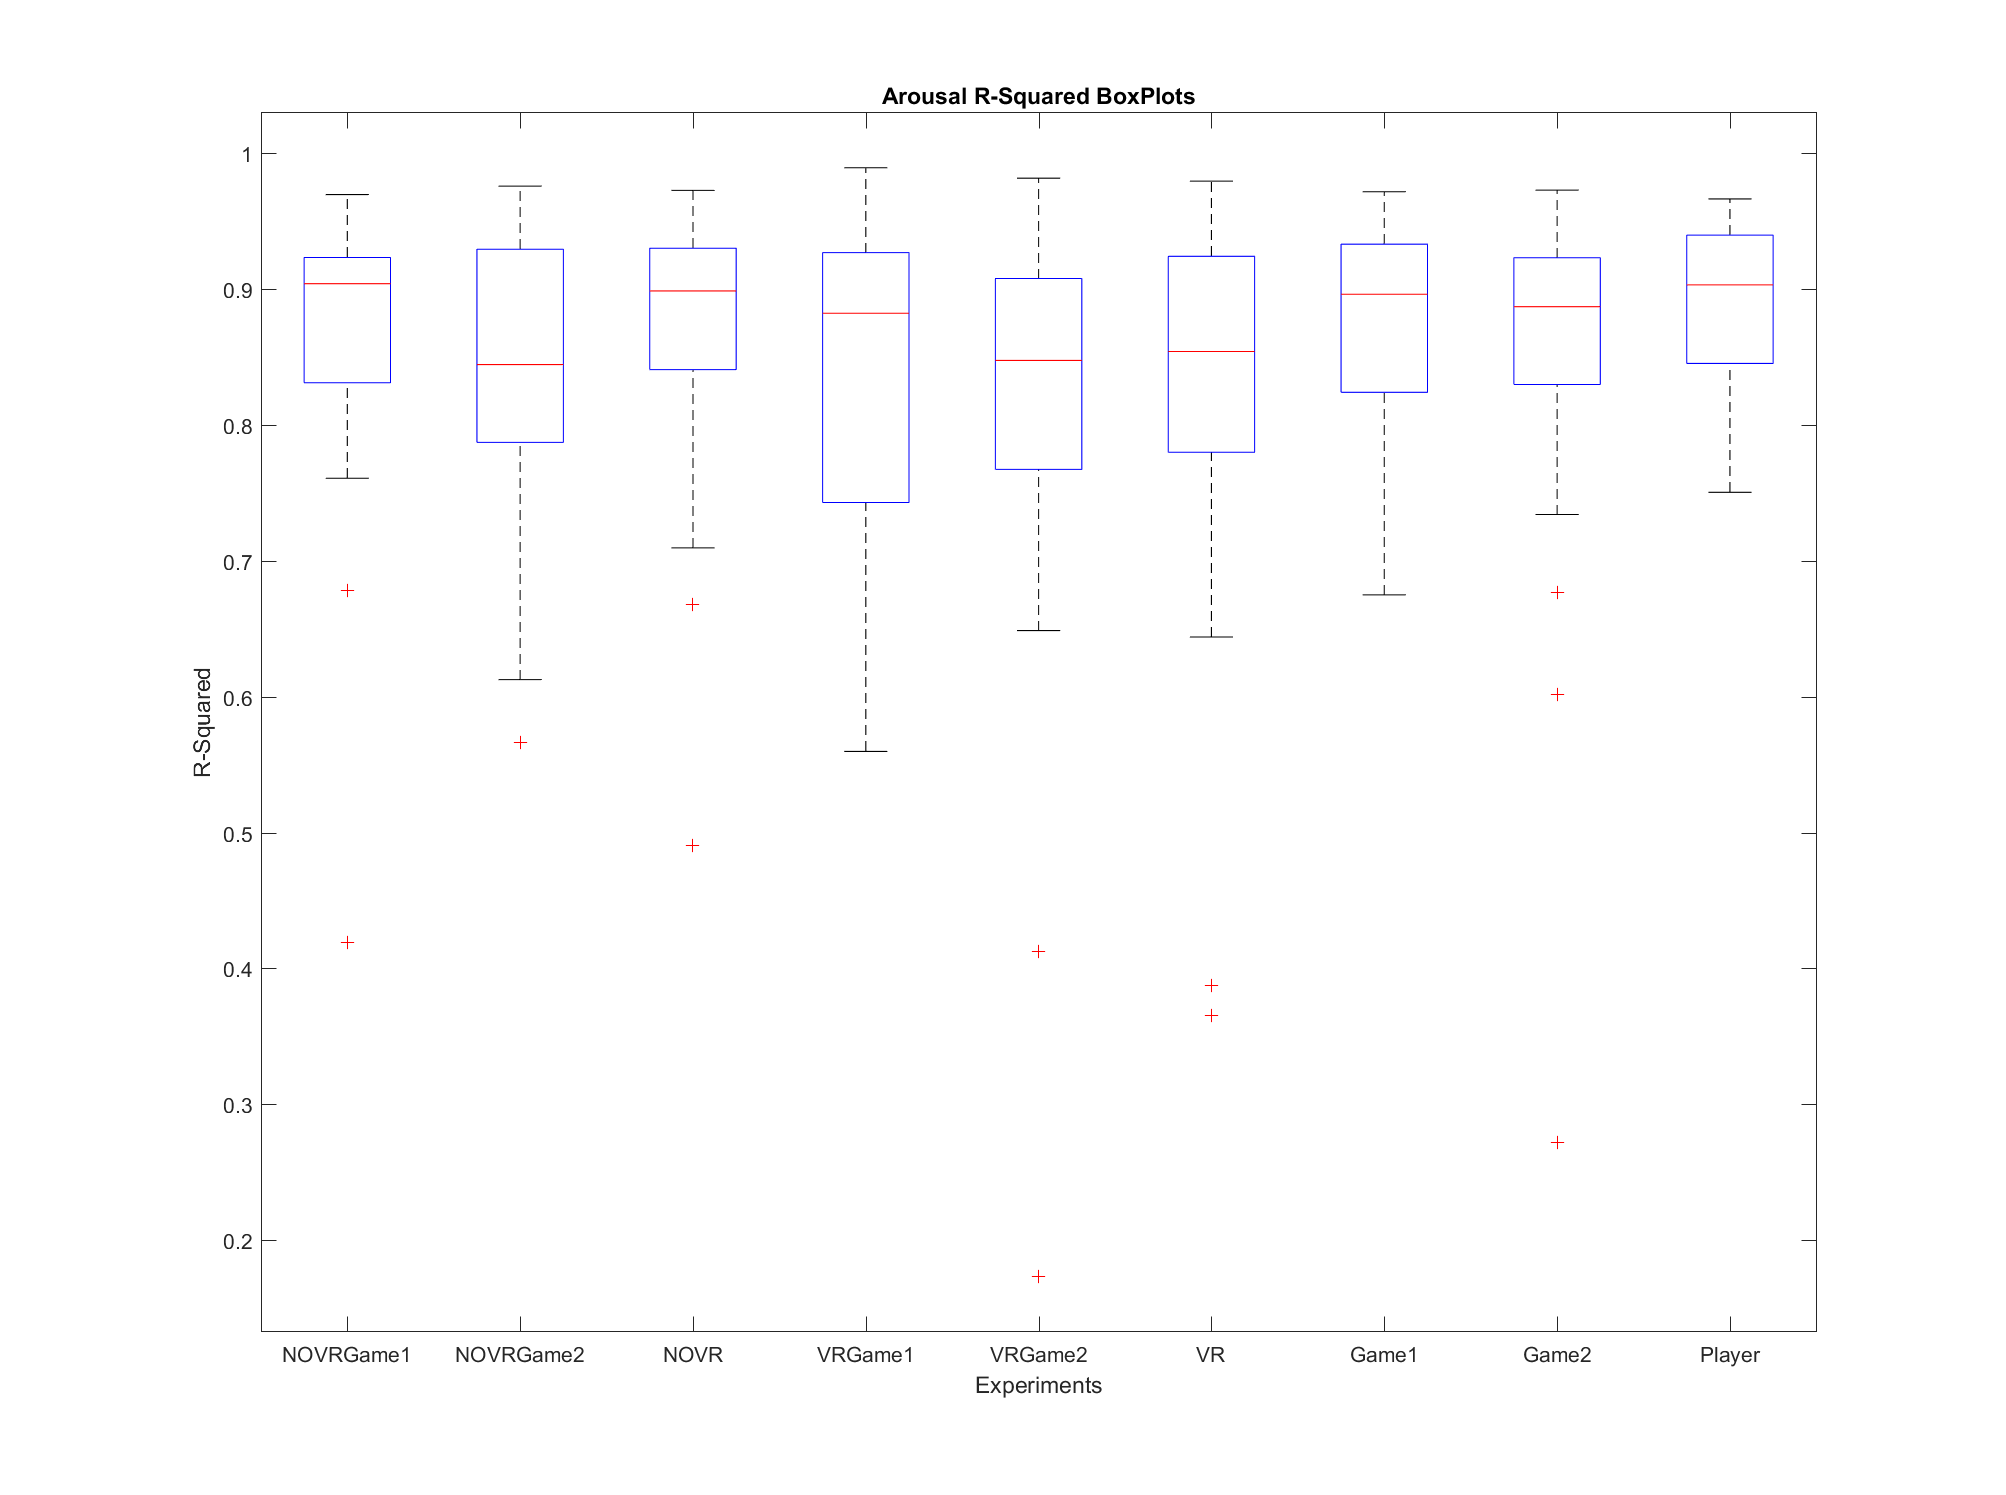 Arousal R-Squared BoxPlots
1
0.9
0.8
0.7
0.6
0.5
0.4
0.3
0.2
R-Squared
NOVRGame1 NOVRGame2 NOVR VRGame1 VRGame2 VR Game1 Game2 Player
Experiments